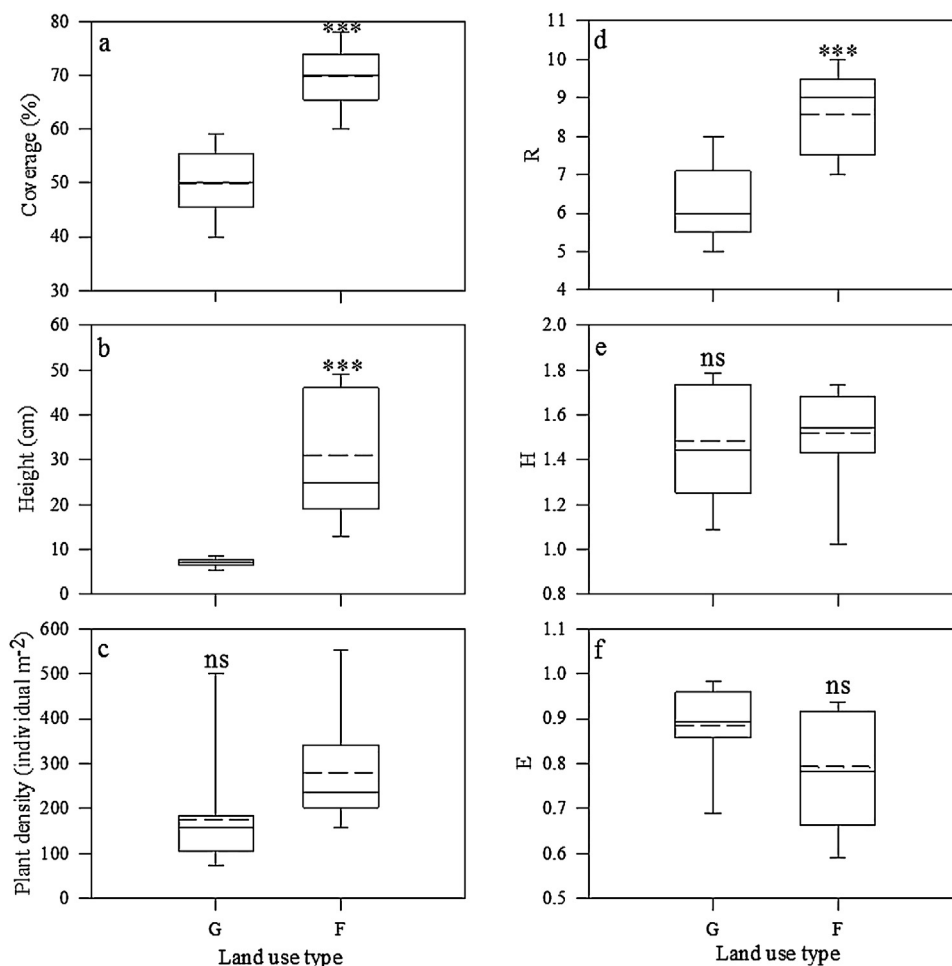 a
***
Coverage (%)
80
70
60
50
40
30
b
***
Height (cm)
60
50
40
30
20
10
0
c
ns
Plant density (individual m-2)
600
500
400
300
200
100
0
G F
Land use type
d
***
R
11
10
9
8
7
6
5
4
e
ns
H
2.0
1.8
1.6
1.4
1.2
1.0
0.8
f
ns
E
1.1
1.0
0.9
0.8
0.7
0.6
0.5
G F
Land use type